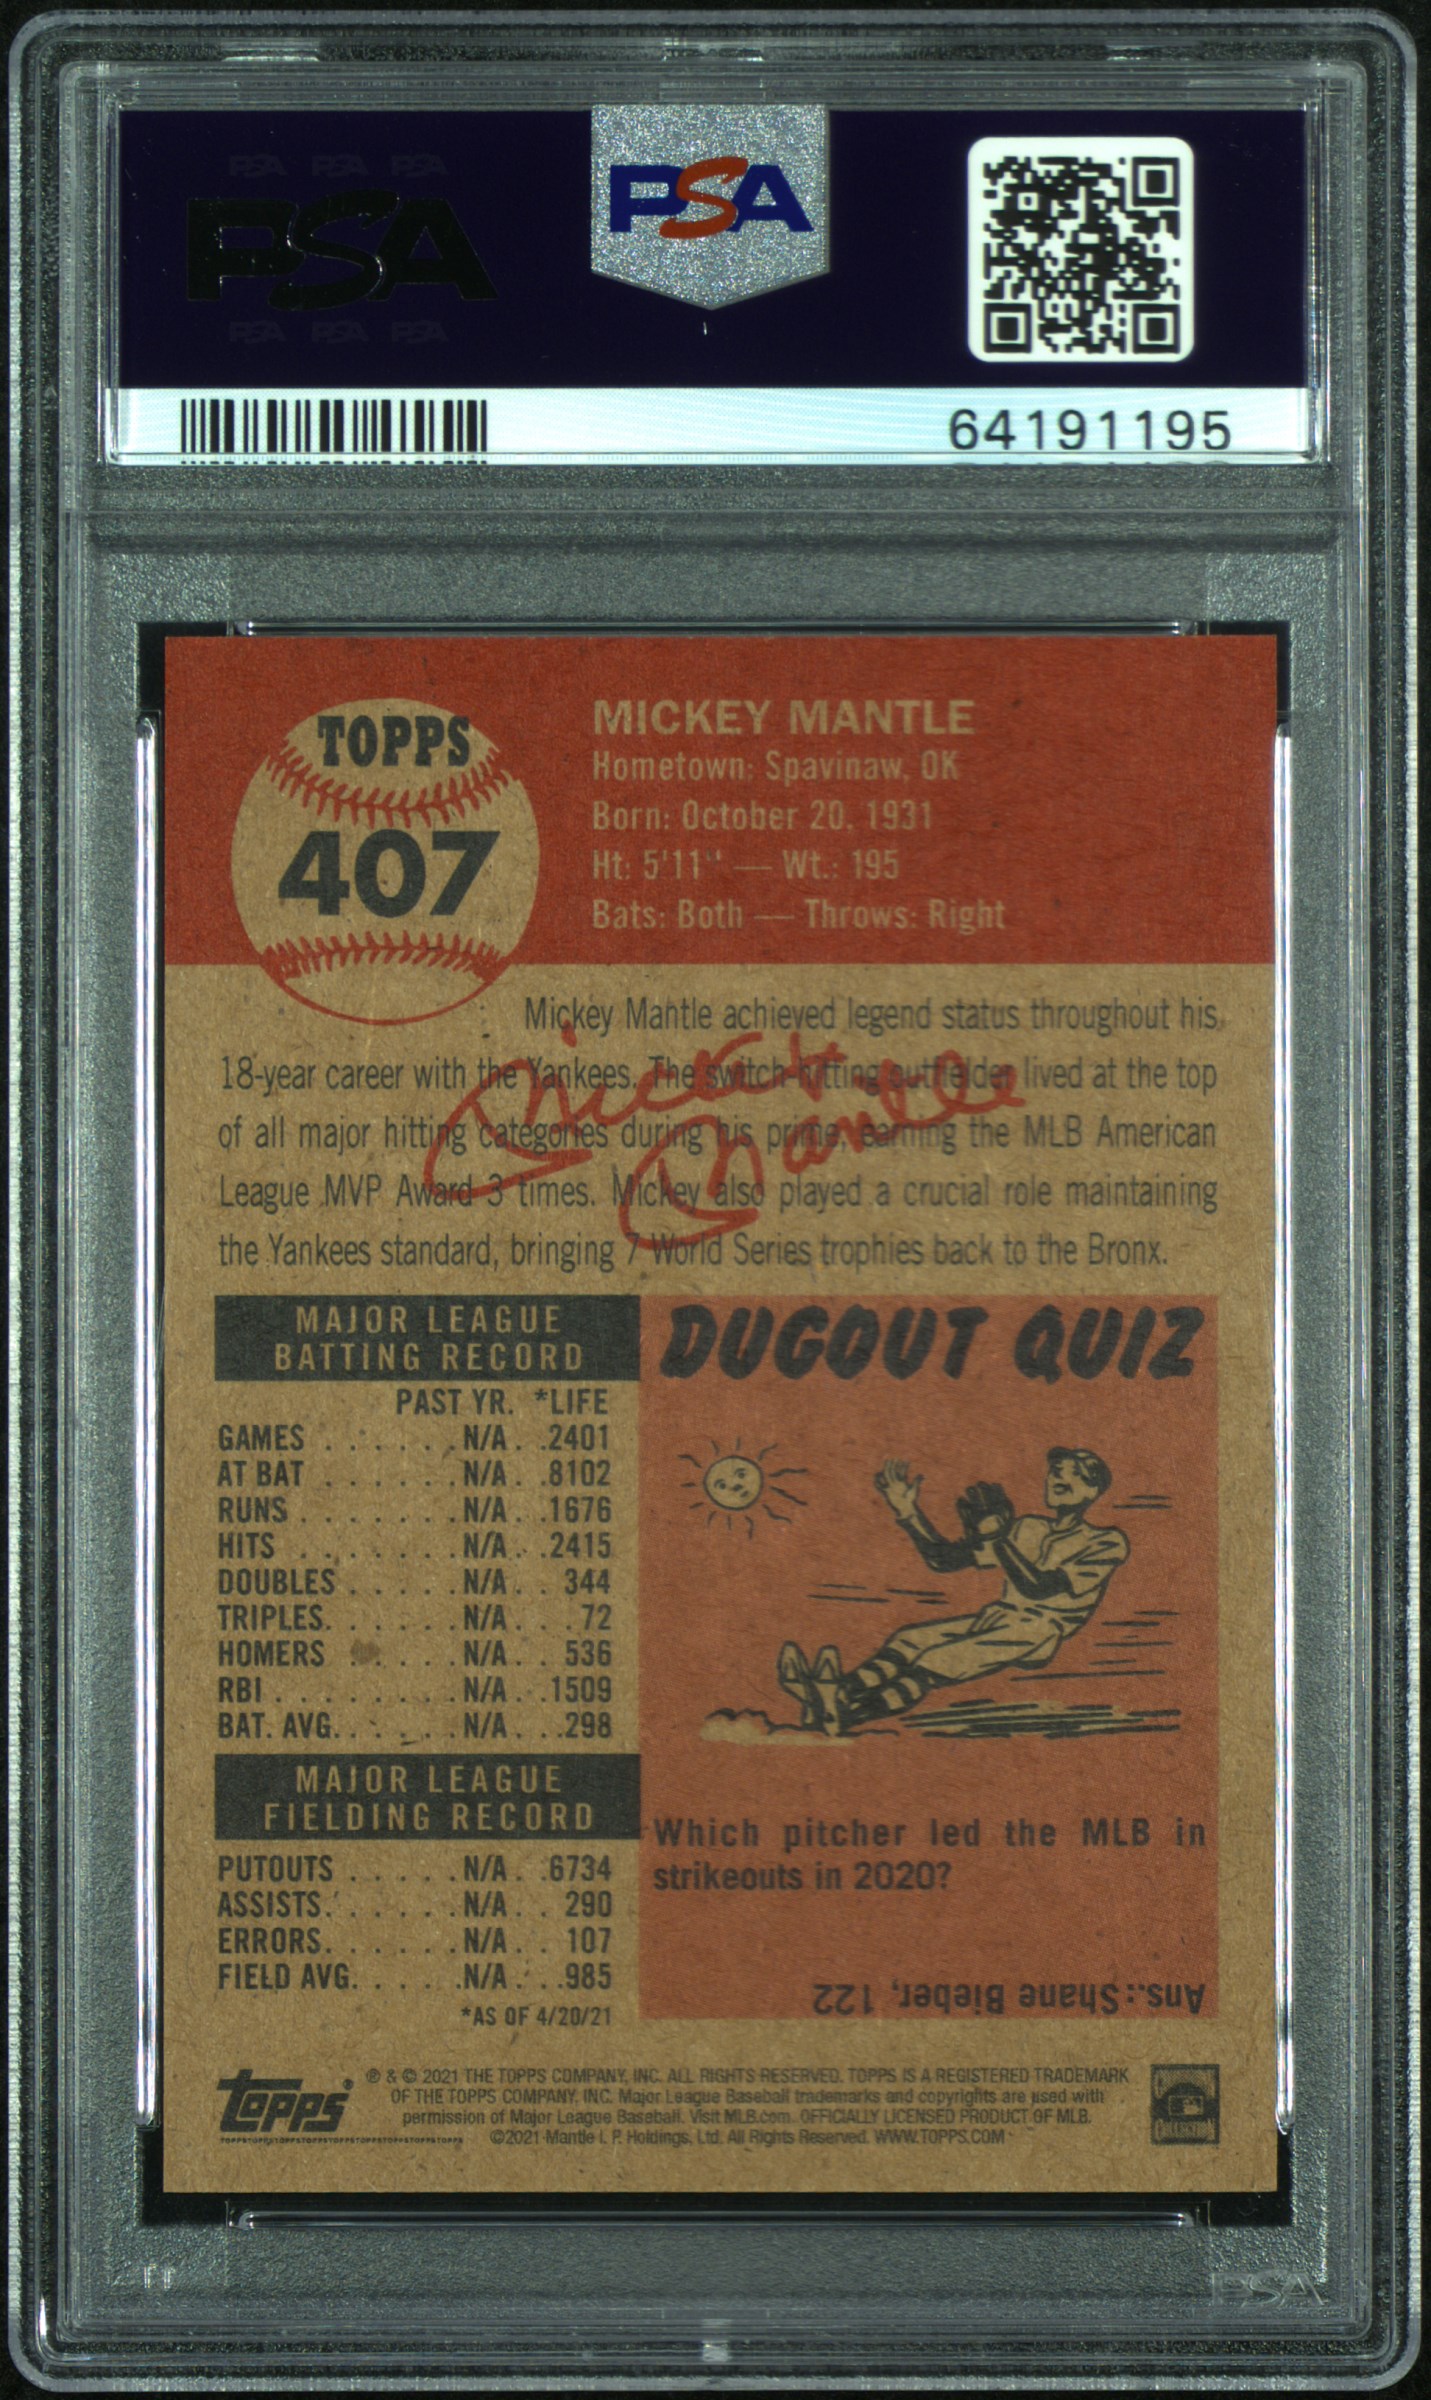 PSA PSA PSA
PSA
PSA PSA PSA
PSA
64191195
TOPPS
407
MICKEY MANTLE
Hometown: Spavinaw, OK
Born: October 20, 1931
Ht: 5'11" — Wt.: 195
Bats: Both — Throws: Right
Mickey Mantle achieved legend status throughout his
18-year career with the Yankees. The switch-hitting outfielder lived at the top
of all major hitting categories during his prime, earning the MLB American
League MVP Award 3 times. Mickey also played a crucial role maintaining
the Yankees standard, bringing 7 World Series trophies back to the Bronx.
Mickey Mantle
MAJOR LEAGUE
BATTING RECORD
PAST YR. *LIFE
GAMES . . . . . . N/A . . 2401
AT BAT . . . . . . N/A . . 8102
RUNS . . . . . . . N/A . . 1676
HITS . . . . . . . N/A . . 2415
DOUBLES . . . . . N/A . . 344
TRIPLES. . . . . . N/A . . . 72
HOMERS . . . . . N/A . . 536
RBI . . . . . . . . N/A . . 1509
BAT. AVG. . . . . . N/A . . .298
MAJOR LEAGUE
FIELDING RECORD
PUTOUTS . . . . . N/A . . 6734
ASSISTS. . . . . . N/A . . 290
ERRORS. . . . . . N/A . . 107
FIELD AVG. . . . . N/A . . .985
*AS OF 4/20/21
DUGOUT QUIZ
Which pitcher led the MLB in
strikeouts in 2020?
Ans.: Shane Bieber, 122
topps ® ℗ & © 2021 THE TOPPS COMPANY, INC. ALL RIGHTS RESERVED. TOPPS IS A REGISTERED TRADEMARK
OF THE TOPPS COMPANY, INC. Major League Baseball trademarks and copyrights are used with
permission of Major League Baseball. Visit MLB.com. OFFICIALLY LICENSED PRODUCT OF MLB.
©2021 Mantle I. P. Holdings, Ltd. All Rights Reserved. WWW.TOPPS.COM
TOPPSTOPPSTOPPSTOPPSTOPPSTOPPSTOPPSTOPPSTOPPS
COLLECTION
PSA